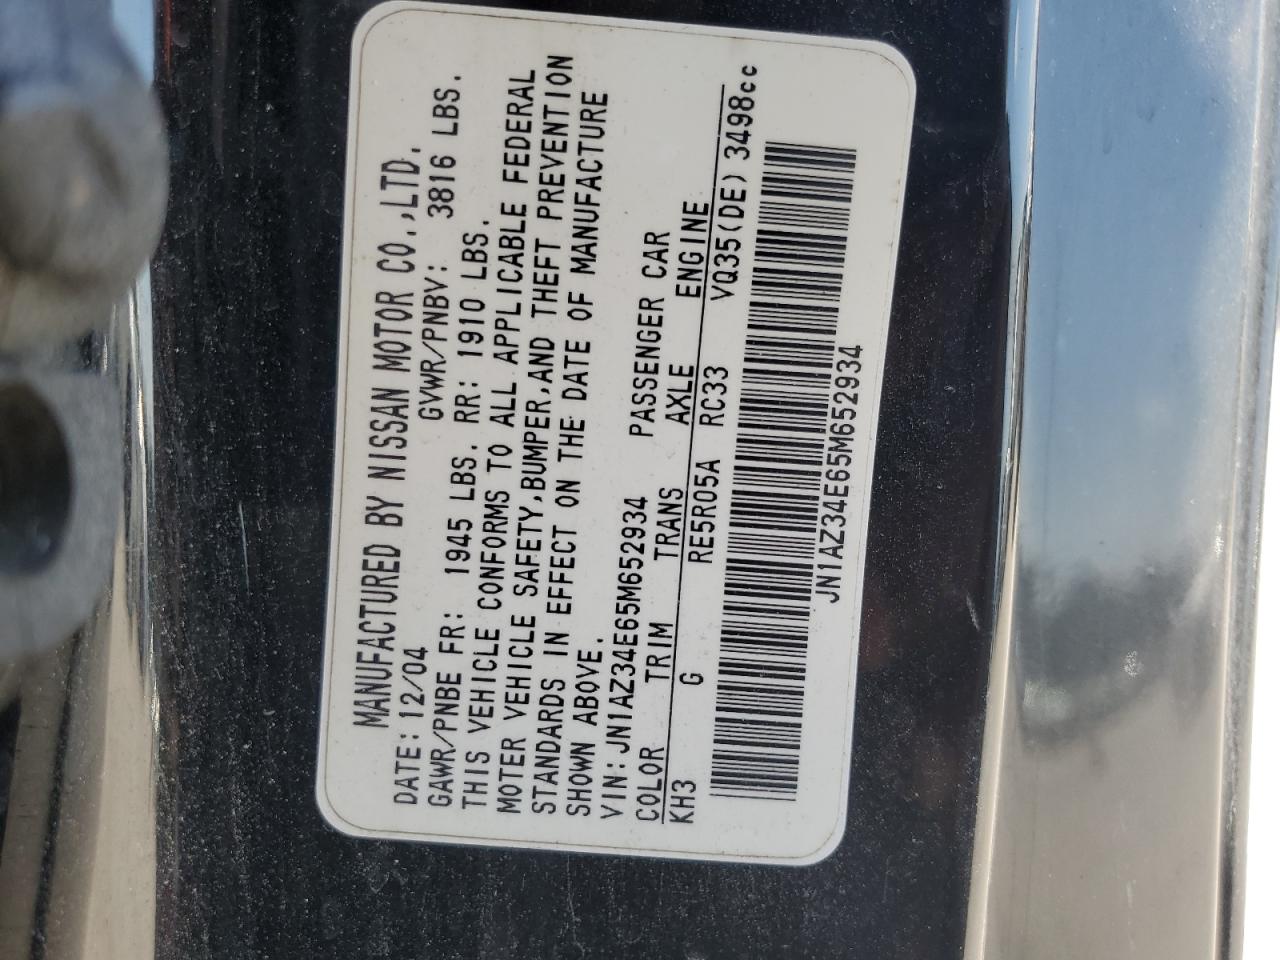 MANUFACTURED BY NISSAN MOTOR CO.,LTD.
DATE: 12/04 GVWR/PNBV: 3816 LBS.
GAWR/PNBE FR: 1945 LBS. RR: 1910 LBS.
THIS VEHICLE CONFORMS TO ALL APPLICABLE FEDERAL
MOTER VEHICLE SAFETY,BUMPER,AND THEFT PREVENTION
STANDARDS IN EFFECT ON THE DATE OF MANUFACTURE
SHOWN ABOVE.
VIN:JN1AZ34E65M652934 PASSENGER CAR
COLOR TRIM TRANS AXLE ENGINE
KH3 G RE5R05A RC33 VQ35(DE) 3498cc
JN1AZ34E65M652934